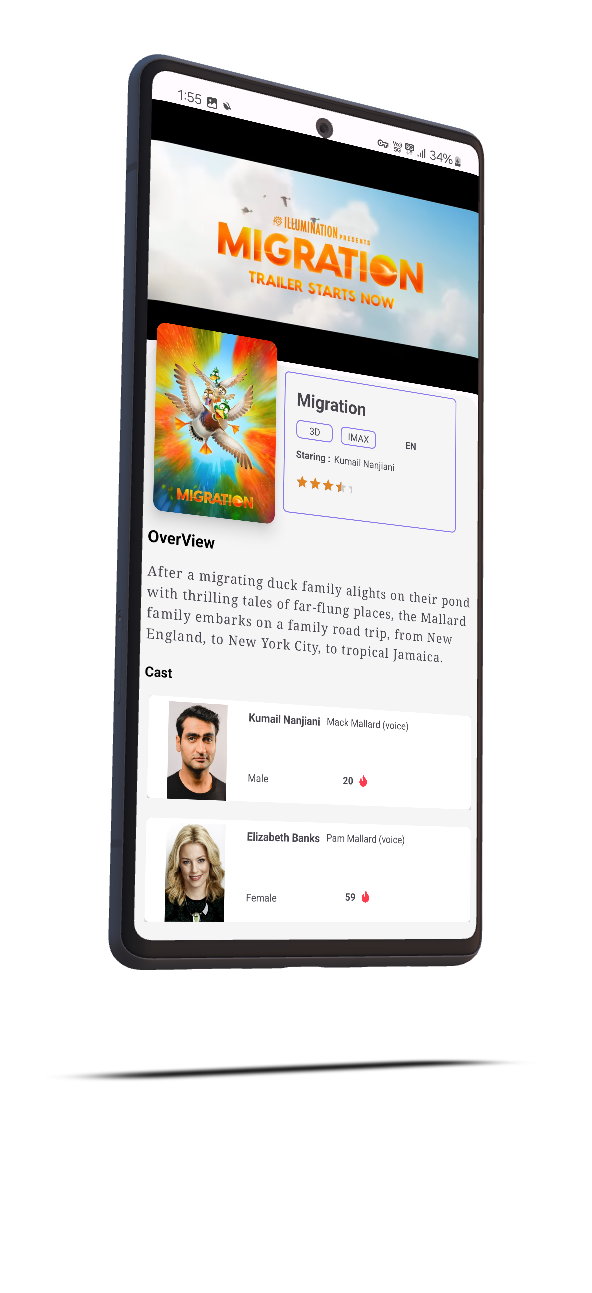 1:55
34%
ILLUMINATION PRESENTS
MIGRATION
TRAILER STARTS NOW
MIGRATION
Migration
3D IMAX EN
Staring : Kumail Nanjiani
OverView
After a migrating duck family alights on their pond
with thrilling tales of far-flung places, the Mallard
family embarks on a family road trip, from New
England, to New York City, to tropical Jamaica.
Cast
Kumail Nanjiani Mack Mallard (voice)
Male 20
Elizabeth Banks Pam Mallard (voice)
Female 59